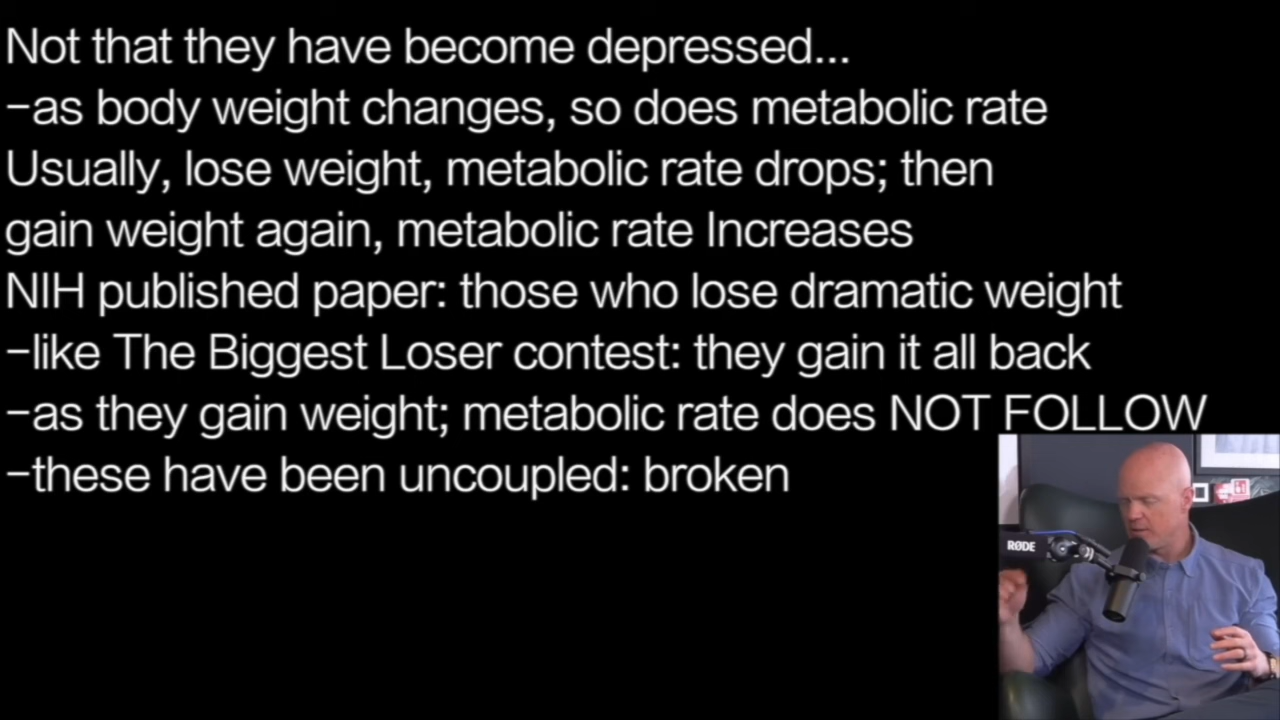 Not that they have become depressed...
–as body weight changes, so does metabolic rate
Usually, lose weight, metabolic rate drops; then
gain weight again, metabolic rate Increases
NIH published paper: those who lose dramatic weight
–like The Biggest Loser contest: they gain it all back
–as they gain weight; metabolic rate does NOT FOLLOW
–these have been uncoupled: broken
RØDE